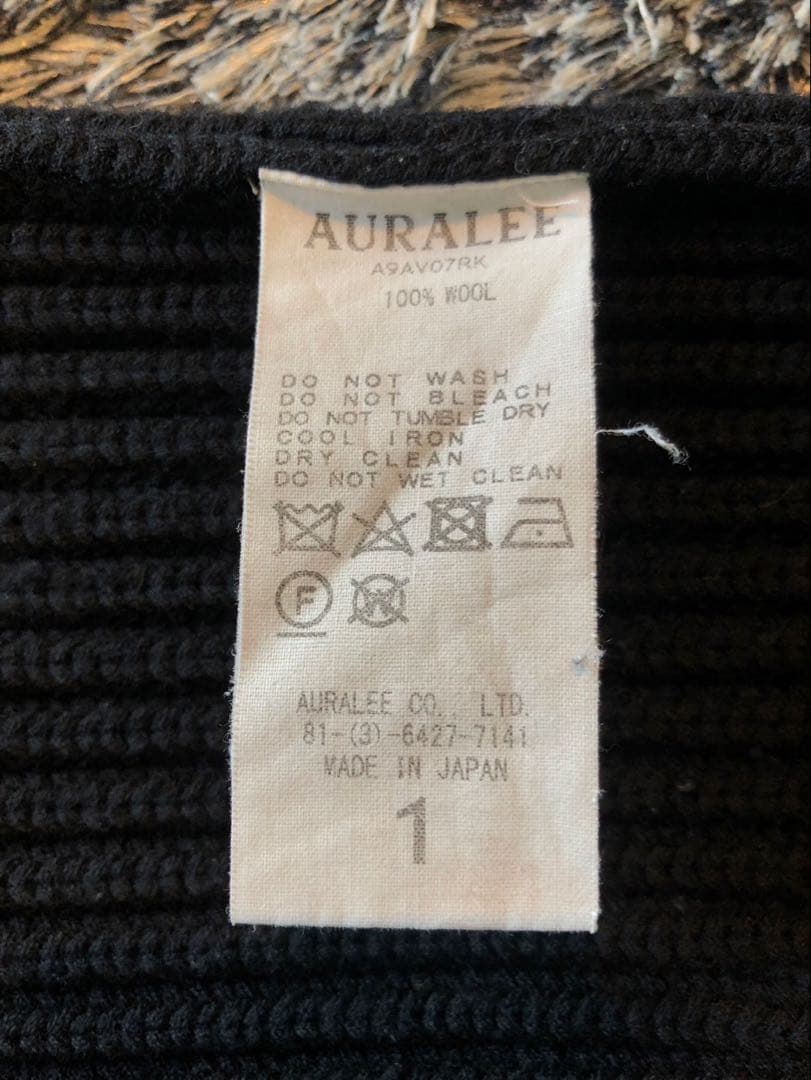 AURALEE
A9AV07RK
100% WOOL
DO NOT WASH
DO NOT BLEACH
DO NOT TUMBLE DRY
COOL IRON
DRY CLEAN
DO NOT WET CLEAN
F W
AURALEE CO., LTD.
81-(3)-6427-7141
MADE IN JAPAN
1